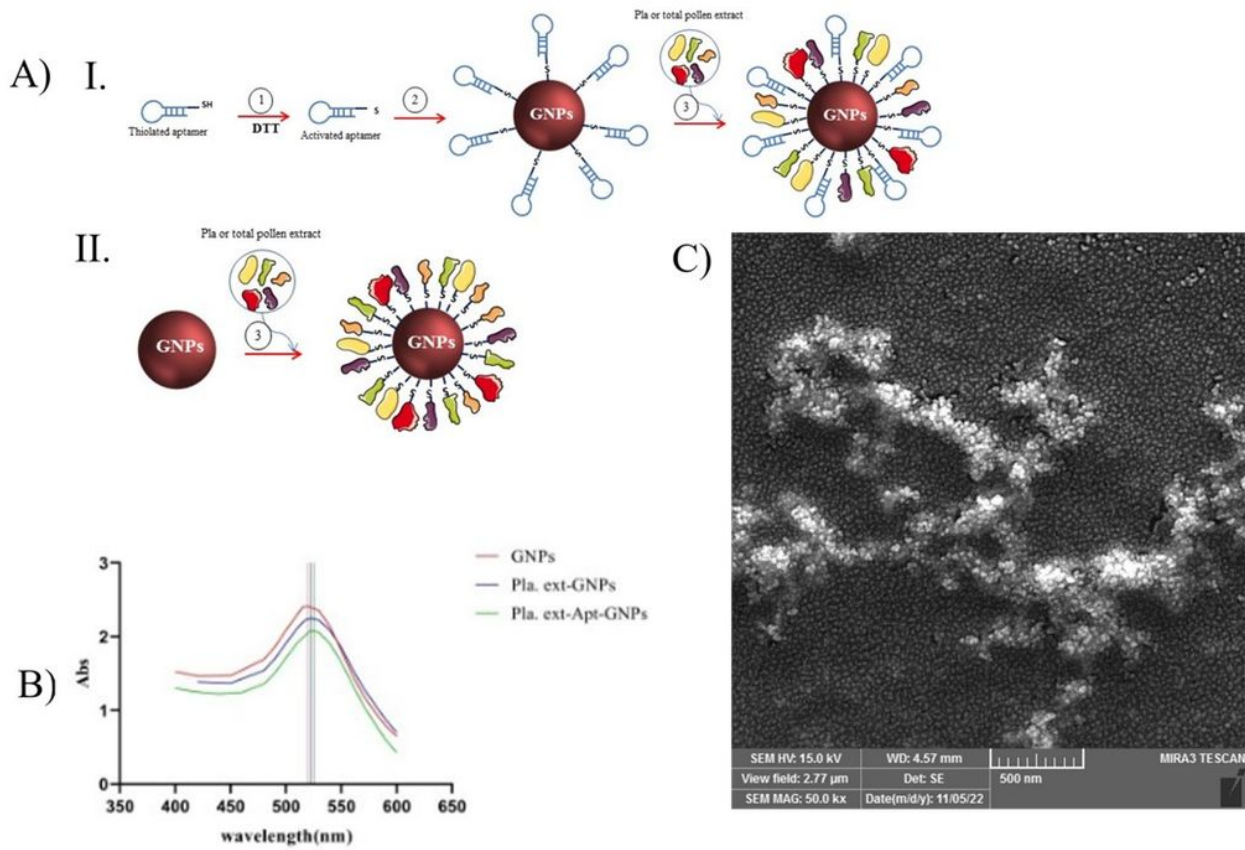 Pla or total pollen extract
A) I.
SH
1
DTT
Thiolated aptamer
S
Activated aptamer
2
GNPs
S
S
S
S
S
S
S
3
GNPs
II.
Pla or total pollen extract
GNPs
3
GNPs
B)
Abs
3
2
1
0
350 400 450 500 550 600 650
wavelength(nm)
GNPs
Pla. ext-GNPs
Pla. ext-Apt-GNPs
C)
SEM HV: 15.0 kV WD: 4.57 mm MIRA3 TESCAN
View field: 2.77 µm Det: SE 500 nm
SEM MAG: 50.0 kx Date(m/d/y): 11/05/22